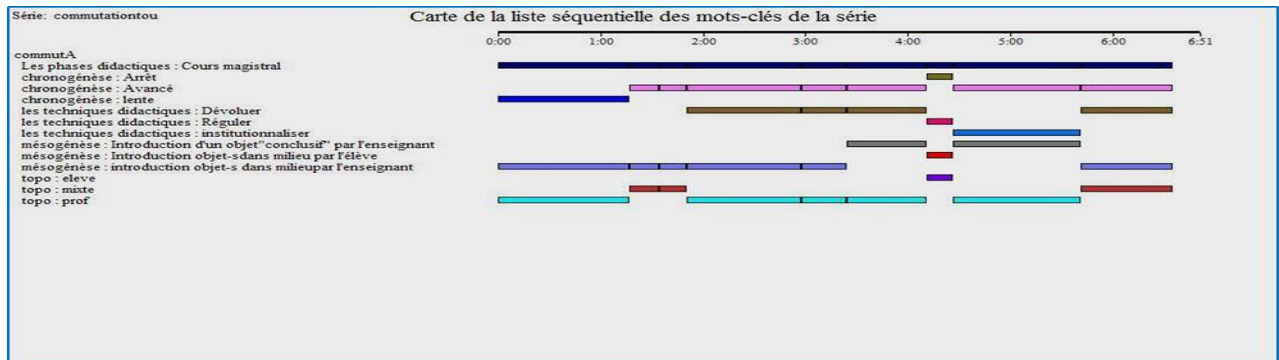 Série: commutationtou
Carte de la liste séquentielle des mots-clés de la série
0:00 1:00 2:00 3:00 4:00 5:00 6:00 6:51
commutA
Les phases didactiques : Cours magistral
chronogénèse : Arrêt
chronogénèse : Avancé
chronogénèse : lente
les techniques didactiques : Dévoluer
les techniques didactiques : Réguler
les techniques didactiques : institutionnaliser
mésogénèse : Introduction d'un objet"conclusif" par l'enseignant
mésogénèse : Introduction objet-sdans milieu par l'élève
mésogénèse : introduction objet-s dans milieupar l'enseignant
topo : eleve
topo : mixte
topo : prof